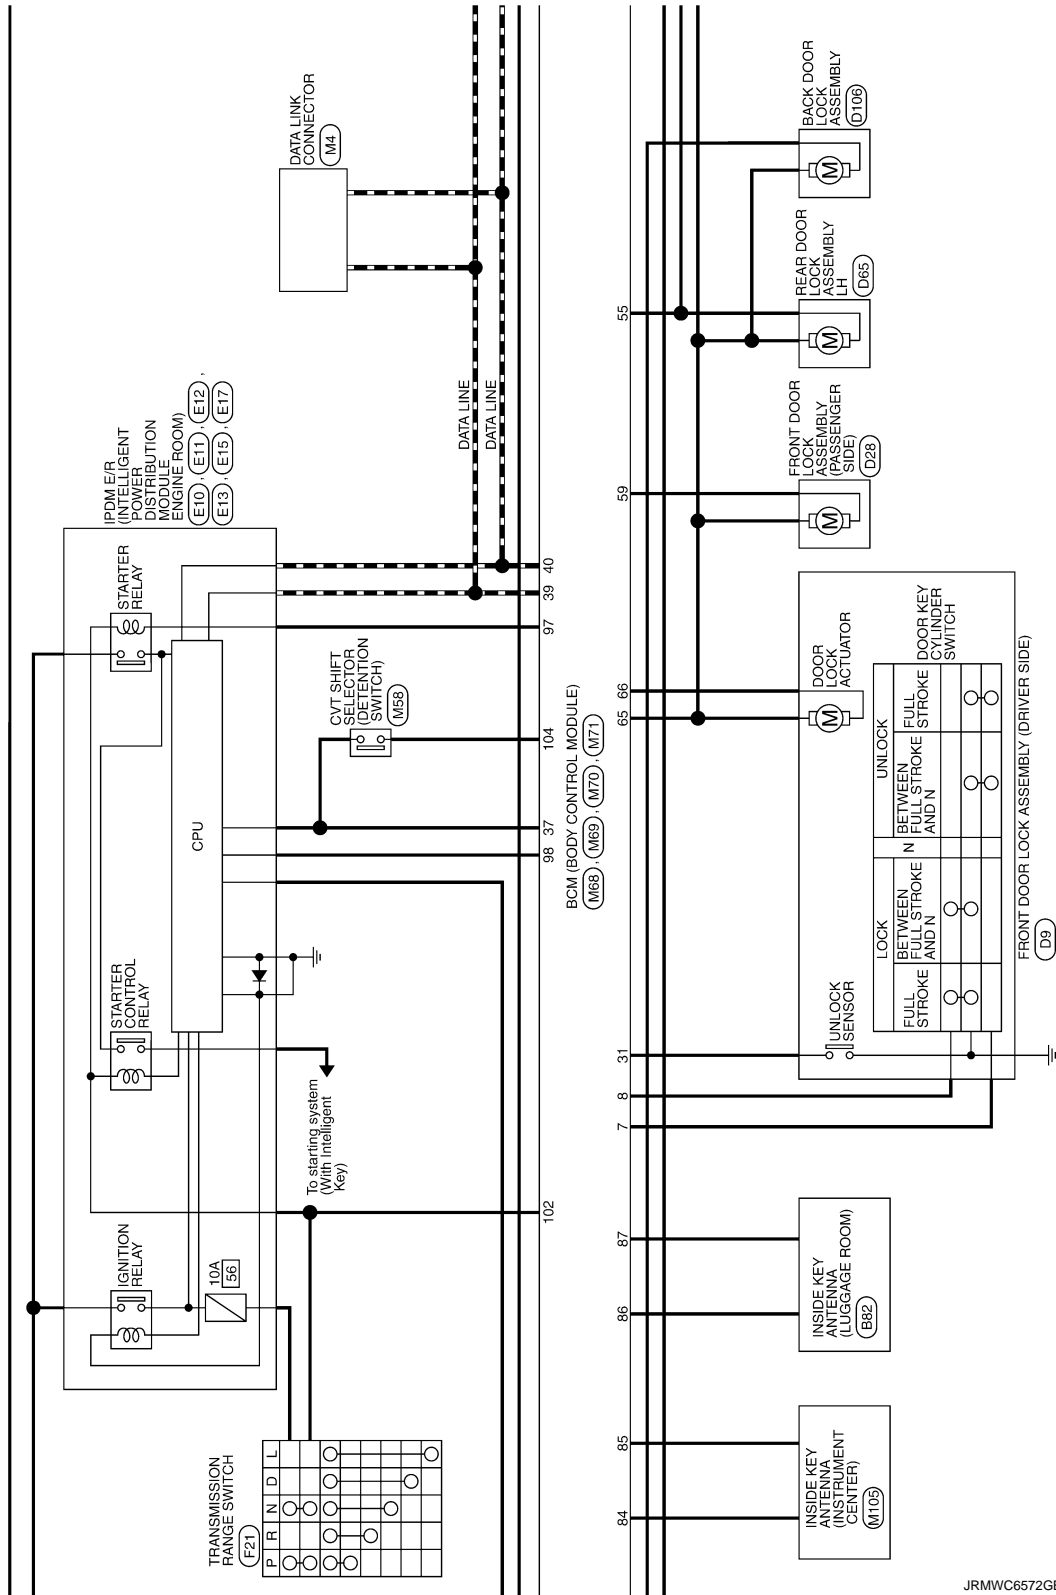 DATA LINK
CONNECTOR
M4
IPDM E/R
(INTELLIGENT
POWER
DISTRIBUTION
MODULE
ENGINE ROOM)
E10 , E11 , E12 ,
E13 , E15 , E17
STARTER
RELAY
CPU
STARTER
CONTROL
RELAY
IGNITION
RELAY
10A
56
To starting system
(With Intelligent
Key)
TRANSMISSION
RANGE SWITCH
F21
P R N D L
CVT SHIFT
SELECTOR
(DETENTION
SWITCH)
M58
DATA LINE
DATA LINE
102
98
37
104
97
39
40
BCM (BODY CONTROL MODULE)
M68 , M69 , M70 , M71
84
85
86
87
7
8
31
65
66
59
55
BACK DOOR
LOCK
ASSEMBLY
D106
REAR DOOR
LOCK
ASSEMBLY
LH
D65
FRONT DOOR
LOCK
ASSEMBLY
(PASSENGER
SIDE)
D28
DOOR
LOCK
ACTUATOR
DOOR KEY
CYLINDER
SWITCH
UNLOCK
SENSOR
LOCK
N
UNLOCK
FULL
STROKE
BETWEEN
FULL STROKE
AND N
BETWEEN
FULL STROKE
AND N
FULL
STROKE
FRONT DOOR LOCK ASSEMBLY (DRIVER SIDE)
D9
INSIDE KEY
ANTENNA
(LUGGAGE ROOM)
B82
INSIDE KEY
ANTENNA
(INSTRUMENT
CENTER)
M105
M
M
M
M